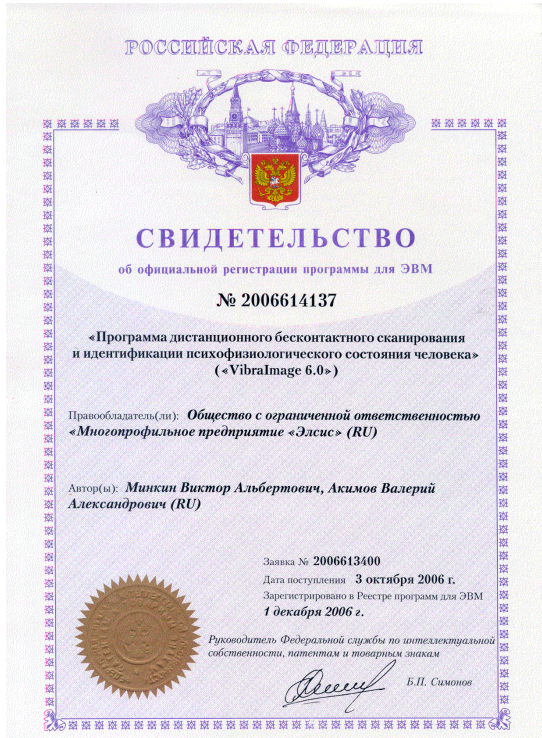 РОССИЙСКАЯ ФЕДЕРАЦИЯ
СВИДЕТЕЛЬСТВО
об официальной регистрации программы для ЭВМ
№ 2006614137
«Программа дистанционного бесконтактного сканирования
и идентификации психофизиологического состояния человека»
(«VibraImage 6.0»)
Правообладатель(ли): Общество с ограниченной ответственностью
«Многопрофильное предприятие «Элсис» (RU)
Автор(ы): Минкин Виктор Альбертович, Акимов Валерий
Александрович (RU)
Заявка № 2006613400
Дата поступления 3 октября 2006 г.
Зарегистрировано в Реестре программ для ЭВМ
1 декабря 2006 г.
Руководитель Федеральной службы по интеллектуальной
собственности, патентам и товарным знакам
Б.П. Симонов